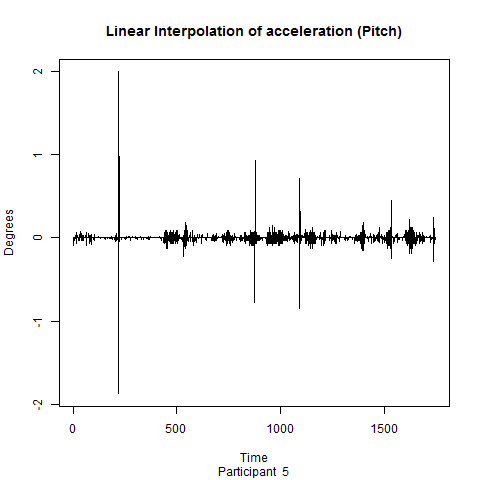 Linear Interpolation of acceleration (Pitch)
2
1
0
-1
-2
Degrees
0 500 1000 1500
Time
Participant 5